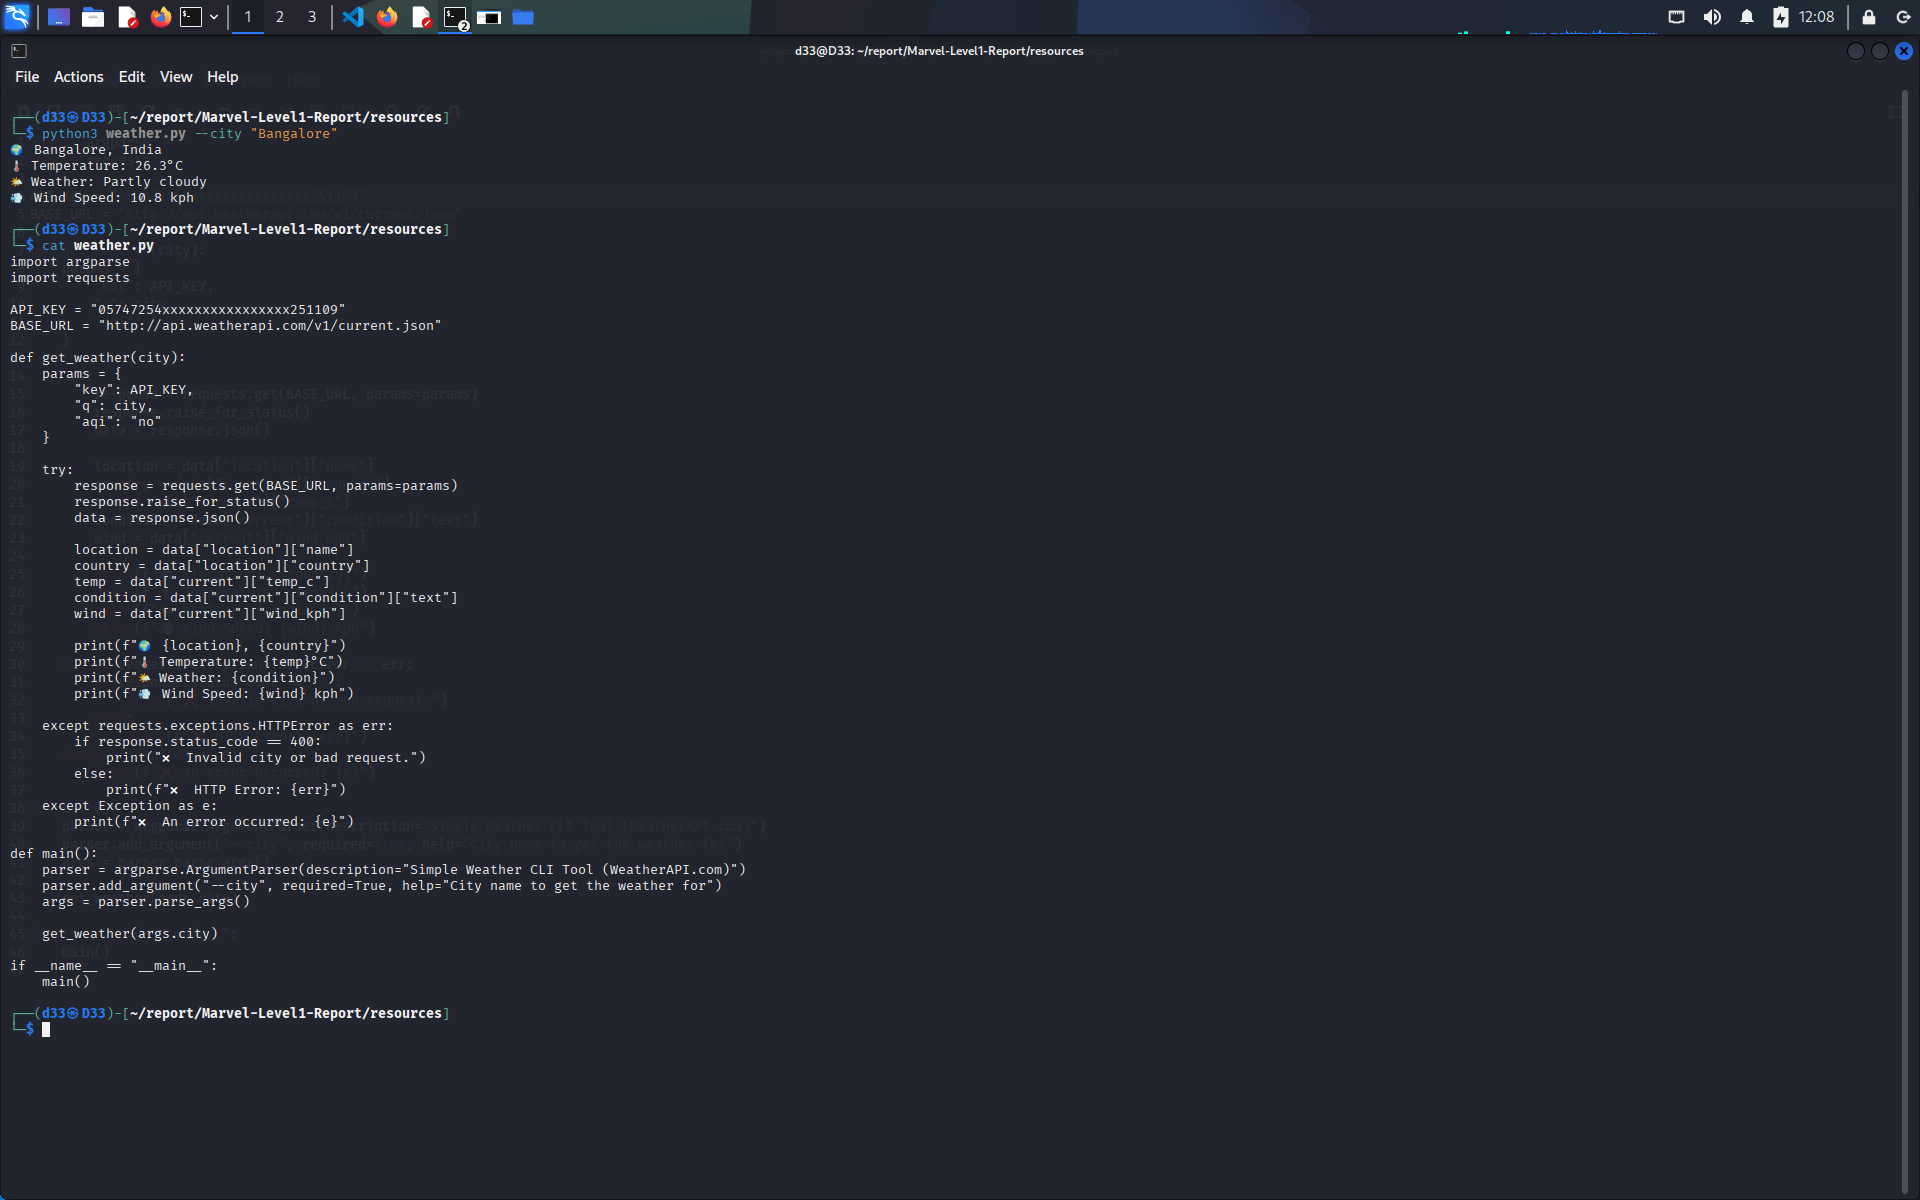 1 2 3 2 12:08
d33@D33: ~/report/Marvel-Level1-Report/resources
File Actions Edit View Help
┌──(d33㉿D33)-[~/report/Marvel-Level1-Report/resources]
└─$ python3 weather.py --city "Bangalore"
🌍 Bangalore, India
🌡️ Temperature: 26.3°C
🌤️ Weather: Partly cloudy
💨 Wind Speed: 10.8 kph
┌──(d33㉿D33)-[~/report/Marvel-Level1-Report/resources]
└─$ cat weather.py
import argparse
import requests
API_KEY = "05747254xxxxxxxxxxxxxxxx251109"
BASE_URL = "http://api.weatherapi.com/v1/current.json"
def get_weather(city):
    params = {
        "key": API_KEY,
        "q": city,
        "aqi": "no"
    }
    try:
        response = requests.get(BASE_URL, params=params)
        response.raise_for_status()
        data = response.json()
        location = data["location"]["name"]
        country = data["location"]["country"]
        temp = data["current"]["temp_c"]
        condition = data["current"]["condition"]["text"]
        wind = data["current"]["wind_kph"]
        print(f"🌍 {location}, {country}")
        print(f"🌡️ Temperature: {temp}°C")
        print(f"🌤️ Weather: {condition}")
        print(f"💨 Wind Speed: {wind} kph")
    except requests.exceptions.HTTPError as err:
        if response.status_code == 400:
            print("❌ Invalid city or bad request.")
        else:
            print(f"❌ HTTP Error: {err}")
    except Exception as e:
        print(f"❌ An error occurred: {e}")
def main():
    parser = argparse.ArgumentParser(description="Simple Weather CLI Tool (WeatherAPI.com)")
    parser.add_argument("--city", required=True, help="City name to get the weather for")
    args = parser.parse_args()
    get_weather(args.city)
if __name__ == "__main__":
    main()
┌──(d33㉿D33)-[~/report/Marvel-Level1-Report/resources]
└─$